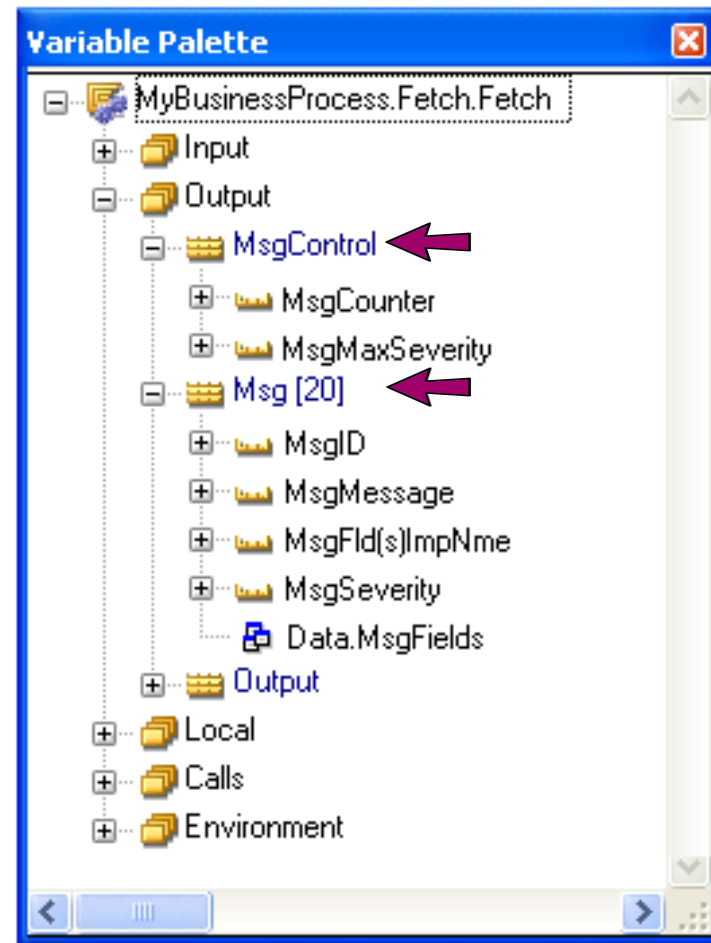 Variable Palette
MyBusinessProcess.Fetch.Fetch
Input
Output
MsgControl
MsgCounter
MsgMaxSeverity
Msg [20]
MsgID
MsgMessage
MsgFld(s)ImpNme
MsgSeverity
Data.MsgFields
Output
Local
Calls
Environment